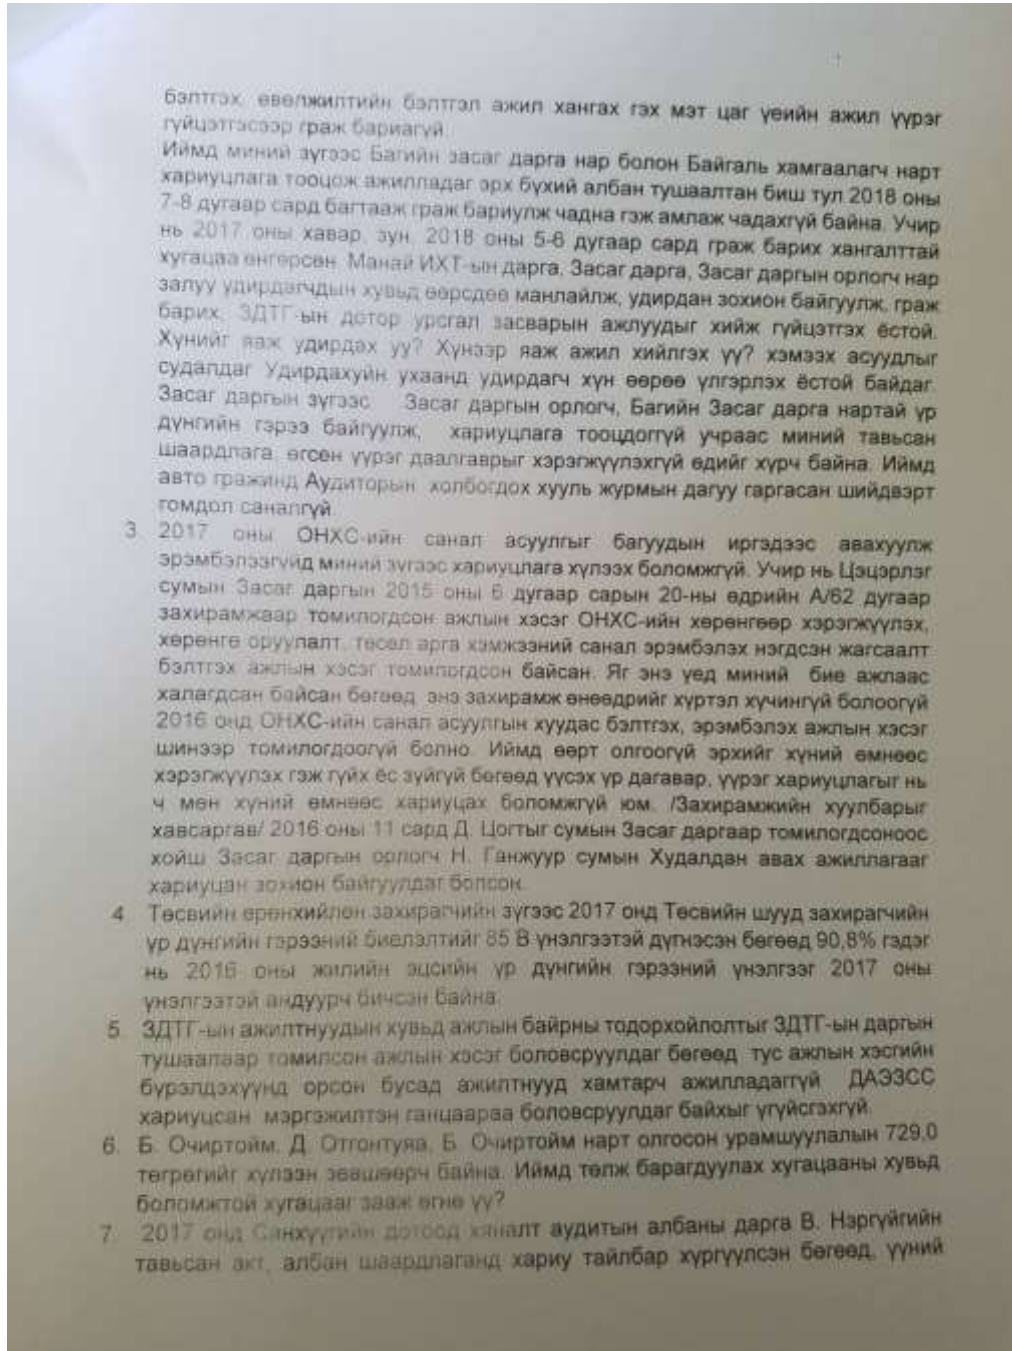 бэлтгэх, өвөлжилтийн бэлтгэл ажил хангах гэх мэт цаг үеийн ажил үүрэг
гүйцэтгэсээр граж бариагүй.
Иймд миний зүгээс Багийн засаг дарга нар болон Байгаль хамгаалагч нарт
хариуцлага тооцож ажилладаг эрх бүхий албан тушаалтан биш тул 2018 оны
7-8 дугаар сард багтааж граж бариулж чадна гэж амлаж чадахгүй байна. Учир
нь 2017 оны хавар, зун, 2018 оны 5-6 дугаар сард граж барих хангалттай
хугацаа өнгөрсөн. Манай ИХТ-ын дарга, Засаг дарга, Засаг даргын орлогч нар
залуу удирдагчдын хувьд өөрсдөө манлайлж, удирдан зохион байгуулж, граж
барих, ЗДТГ-ын дотор урсгал засварын ажлуудыг хийж гүйцэтгэх ёстой.
Хүнийг яаж удирдах уу? Хүнээр яаж ажил хийлгэх үү? хэмээх асуудлыг
судалдаг Удирдахуйн ухаанд удирдагч хүн өөрөө үлгэрлэх ёстой байдаг.
Засаг даргын зүгээс Засаг даргын орлогч, Багийн Засаг дарга нартай үр
дүнгийн гэрээ байгуулж, хариуцлага тооцдоггүй учраас миний тавьсан
шаардлага, өгсөн үүрэг даалгаврыг хэрэгжүүлэхгүй өдийг хүрч байна. Иймд
авто гражинд Аудиторын холбогдох хууль журмын дагуу гаргасан шийдвэрт
гомдол саналгүй.
3. 2017 оны ОНХС-ийн санал асуулгыг багуудын иргэдээс авахуулж
эрэмбэлээгүйд миний зүгээс хариуцлага хүлээх боломжгүй. Учир нь Цэцэрлэг
сумын Засаг даргын 2015 оны 6 дугаар сарын 20-ны өдрийн А/62 дугаар
захирамжаар томилогдсон ажлын хэсэг ОНХС-ийн хөрөнгөөр хэрэгжүүлэх,
хөрөнгө оруулалт, төсөл арга хэмжээний санал эрэмбэлэх нэгдсэн жагсаалт
бэлтгэх ажлын хэсэг томилогдсон байсан. Яг энэ үед миний бие ажлаас
халагдсан байсан бөгөөд энэ захирамж өнөөдрийг хүртэл хүчингүй болоогүй
2016 онд ОНХС-ийн санал асуулгын хуудас бэлтгэх, эрэмбэлэх ажлын хэсэг
шинээр томилогдоогүй болно. Иймд өөрт олгоогүй эрхийг хүний өмнөөс
хэрэгжүүлэх гэж гүйх ёс зүйгүй бөгөөд үүсэх үр дагавар, үүрэг хариуцлагыг нь
ч мөн хүний өмнөөс хариуцах боломжгүй юм. /Захирамжийн хуулбарыг
хавсаргав/ 2016 оны 11 сард Д. Цогтыг сумын Засаг даргаар томилогдсоноос
хойш Засаг даргын орлогч Н. Ганжуур сумын Худалдан авах ажиллагааг
хариуцан зохион байгуулдаг болсон.
4. Төсвийн ерөнхийлөн захирагчийн зүгээс 2017 онд Төсвийн шууд захирагчийн
үр дүнгийн гэрээний биелэлтийг 85 В үнэлгээтэй дүгнэсэн бөгөөд 90,8% гэдэг
нь 2016 оны жилийн эцсийн үр дүнгийн гэрээний үнэлгээг 2017 оны
үнэлгээтэй андуурч бичсэн байна.
5. ЗДТГ-ын ажилтнуудын хувьд ажлын байрны тодорхойлолтыг ЗДТГ-ын даргын
тушаалаар томилсон ажлын хэсэг боловсруулдаг бөгөөд тус ажлын хэсгийн
бүрэлдэхүүнд орсон бусад ажилтнууд хамтарч ажилладаггүй ДАЭЗСС
хариуцсан мэргэжилтэн ганцаараа боловсруулдаг байхыг үгүйсгэхгүй.
6. Б. Очиртойм, Д. Отгонтуяа, Б. Очиртойм нарт олгосон урамшуулалын 729,0
төгрөгийг хүлээн зөвшөөрч байна. Иймд төлж барагдуулах хугацааны хувьд
боломжтой хугацааг зааж өгнө үү?
7. 2017 онд Санхүүгийн дотоод хяналт аудитын албаны дарга В. Нэргүйгийн
тавьсан акт, албан шаардлаганд хариу тайлбар хүргүүлсэн бөгөөд, үүний